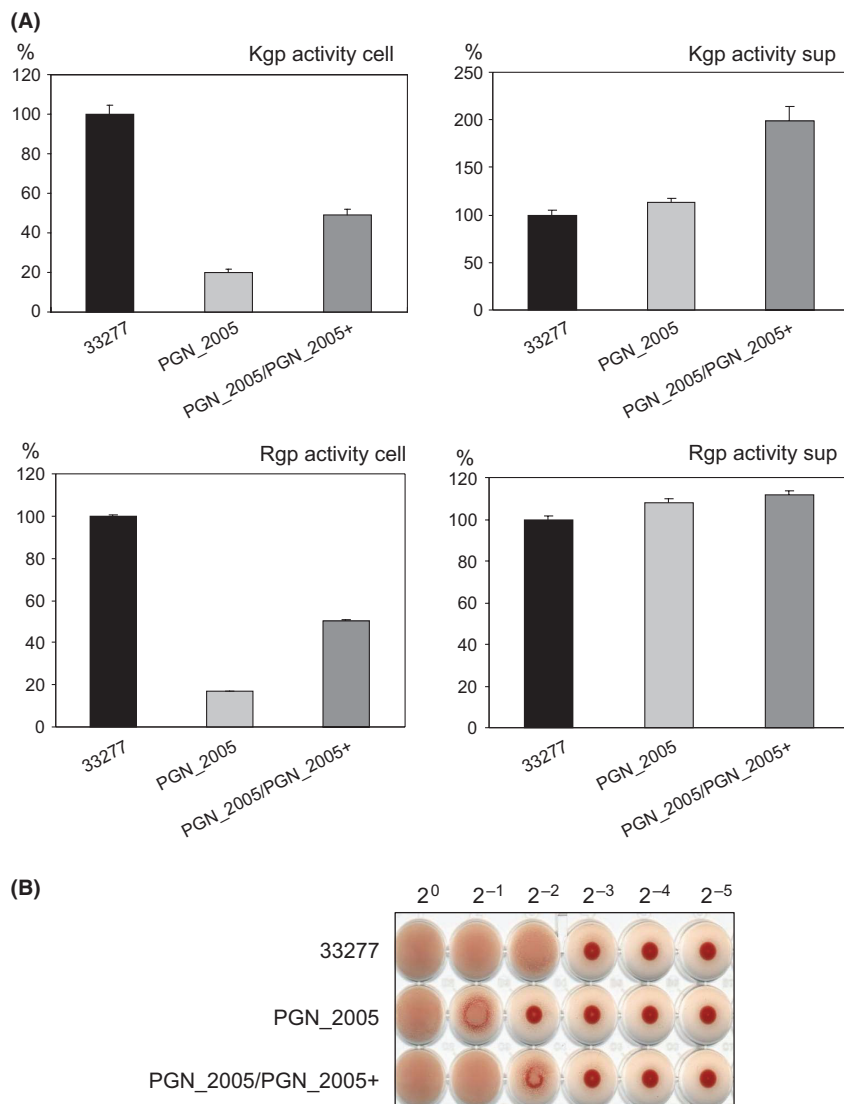 (A)
% Kgp activity cell
120
100
80
60
40
20
0
33277
PGN_2005
PGN_2005/PGN_2005+
% Kgp activity sup
250
200
150
100
50
0
33277
PGN_2005
PGN_2005/PGN_2005+
% Rgp activity cell
120
100
80
60
40
20
0
33277
PGN_2005
PGN_2005/PGN_2005+
% Rgp activity sup
120
100
80
60
40
20
0
33277
PGN_2005
PGN_2005/PGN_2005+
(B)
2⁰ 2⁻¹ 2⁻² 2⁻³ 2⁻⁴ 2⁻⁵
33277
PGN_2005
PGN_2005/PGN_2005+